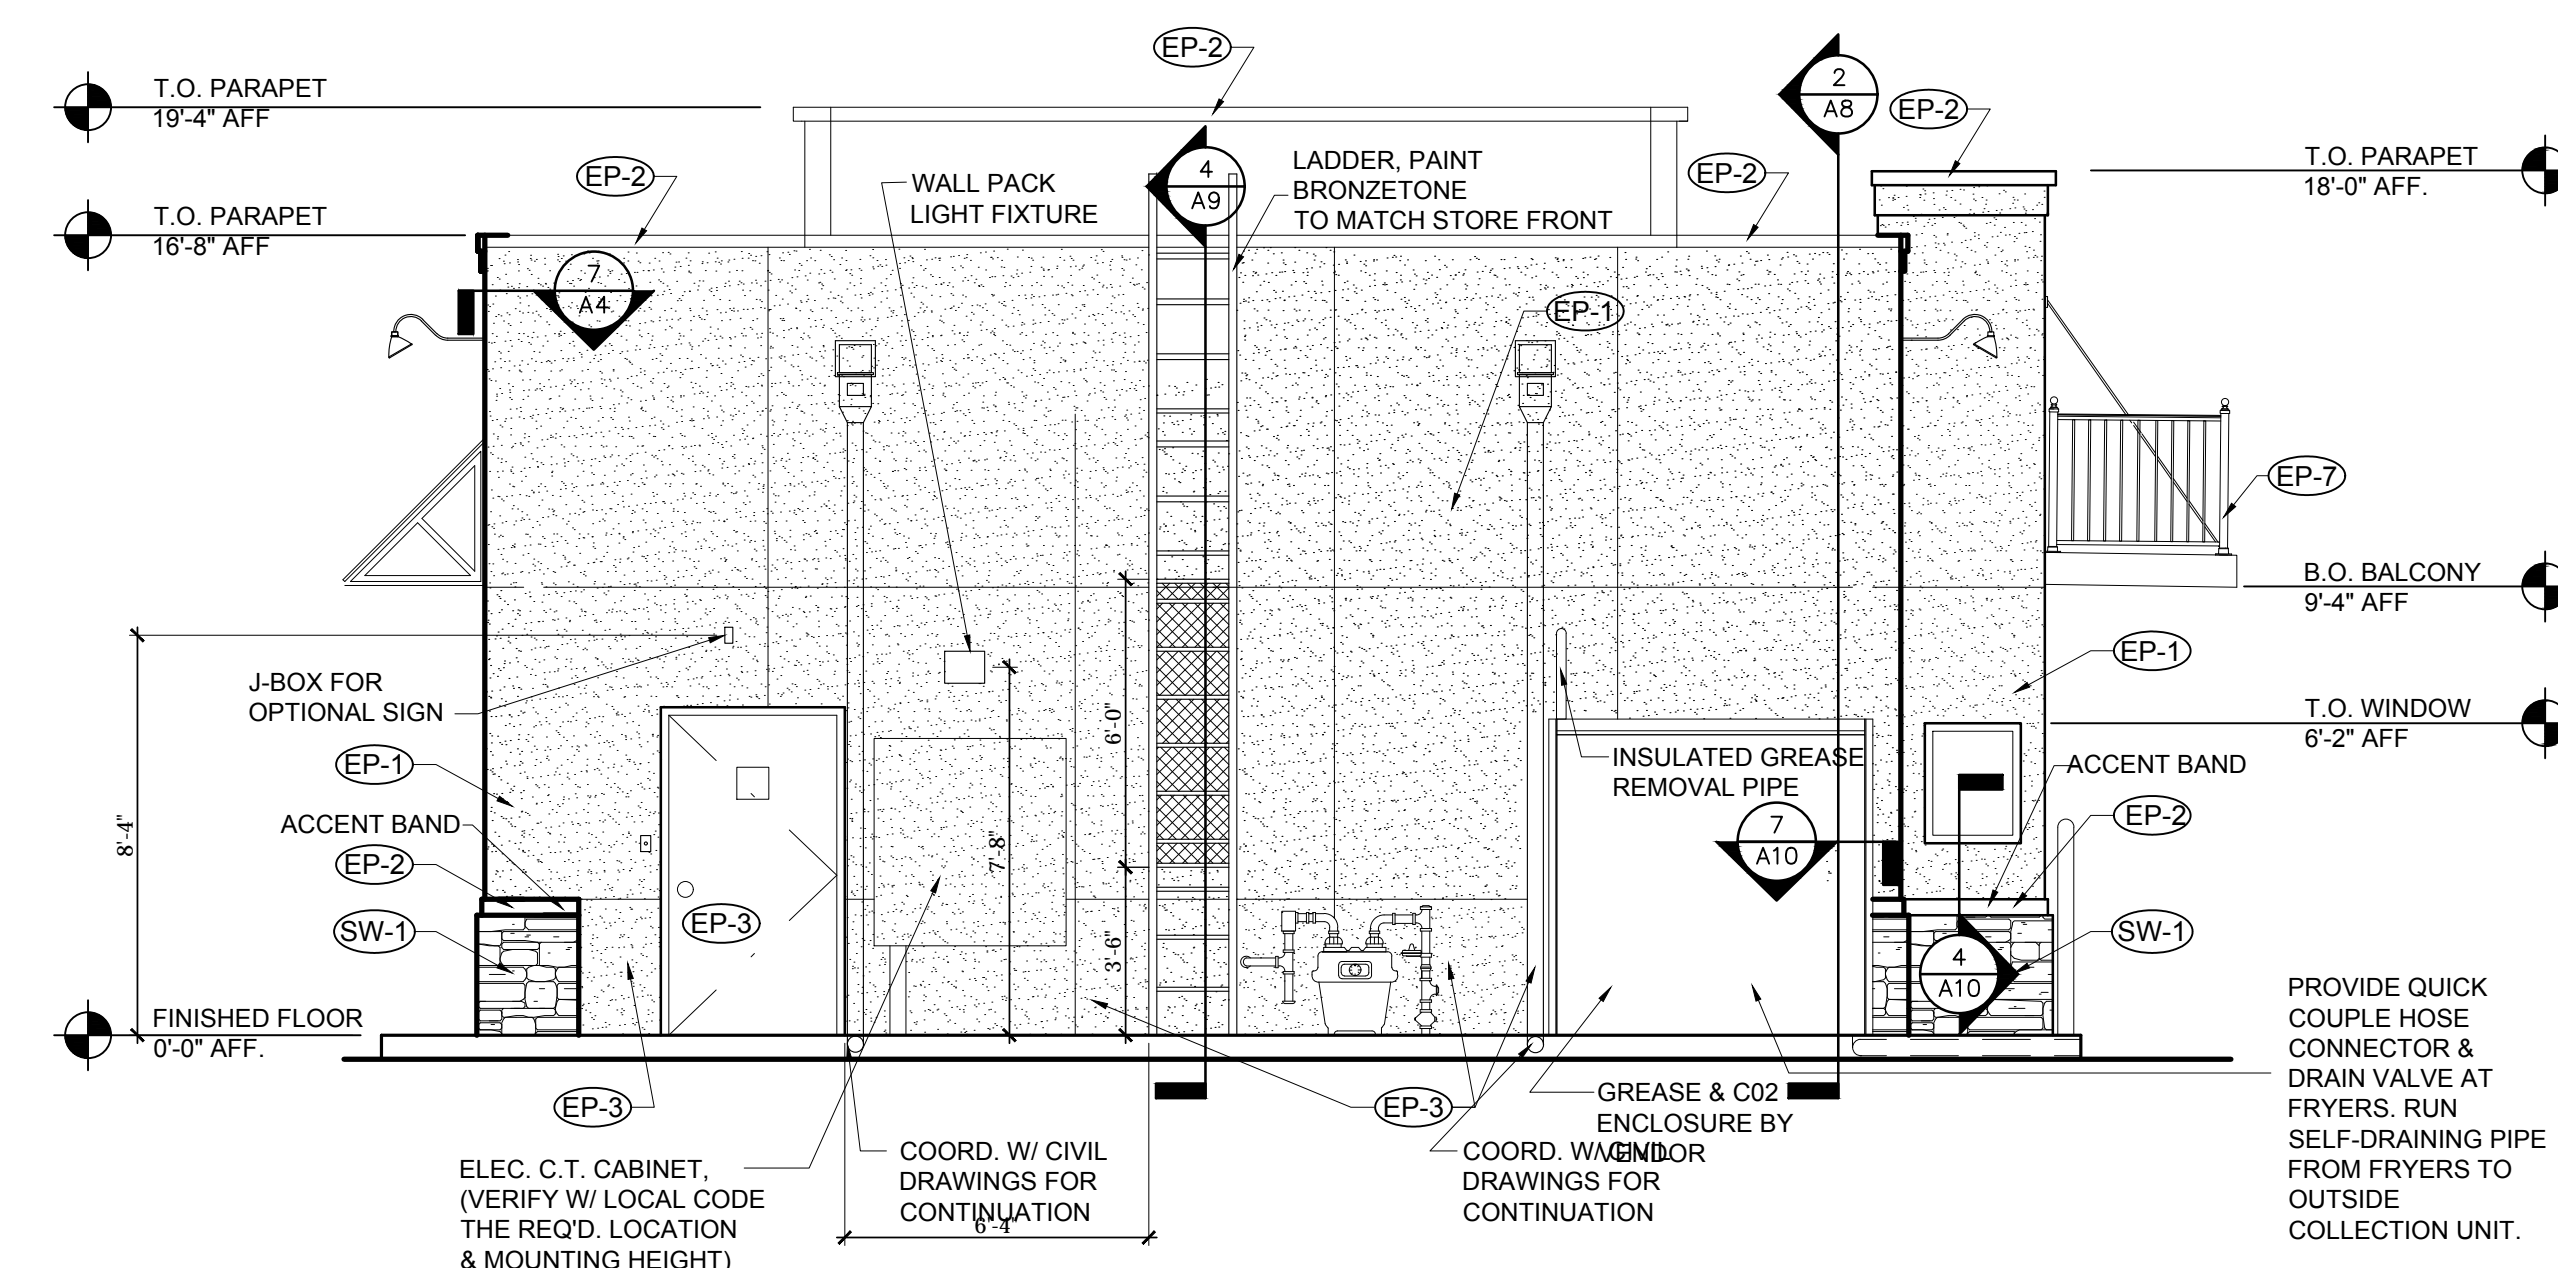 EP-2
T.O. PARAPET
19'-4" AFF
2
A8
EP-2
T.O. PARAPET
18'-0" AFF.
EP-2
WALL PACK
LIGHT FIXTURE
4
A9
LADDER, PAINT
BRONZETONE
TO MATCH STORE FRONT
EP-2
T.O. PARAPET
16'-8" AFF
7
A4
EP-1
EP-7
B.O. BALCONY
9'-4" AFF
J-BOX FOR
OPTIONAL SIGN
EP-1
T.O. WINDOW
6'-2" AFF
6'-0"
INSULATED GREASE
REMOVAL PIPE
EP-1
ACCENT BAND
ACCENT BAND
EP-2
8'-4"
7'-8"
7
A10
EP-2
SW-1
EP-3
3'-6"
4
A10
SW-1
FINISHED FLOOR
0'-0" AFF.
EP-3
EP-3
GREASE & C02
ENCLOSURE BY
VENDOR
PROVIDE QUICK
COUPLE HOSE
CONNECTOR &
DRAIN VALVE AT
FRYERS. RUN
SELF-DRAINING PIPE
FROM FRYERS TO
OUTSIDE
COLLECTION UNIT.
ELEC. C.T. CABINET,
(VERIFY W/ LOCAL CODE
THE REQ'D. LOCATION
& MOUNTING HEIGHT)
COORD. W/ CIVIL
DRAWINGS FOR
CONTINUATION
6'-4"
COORD. W/ CIVIL
DRAWINGS FOR
CONTINUATION